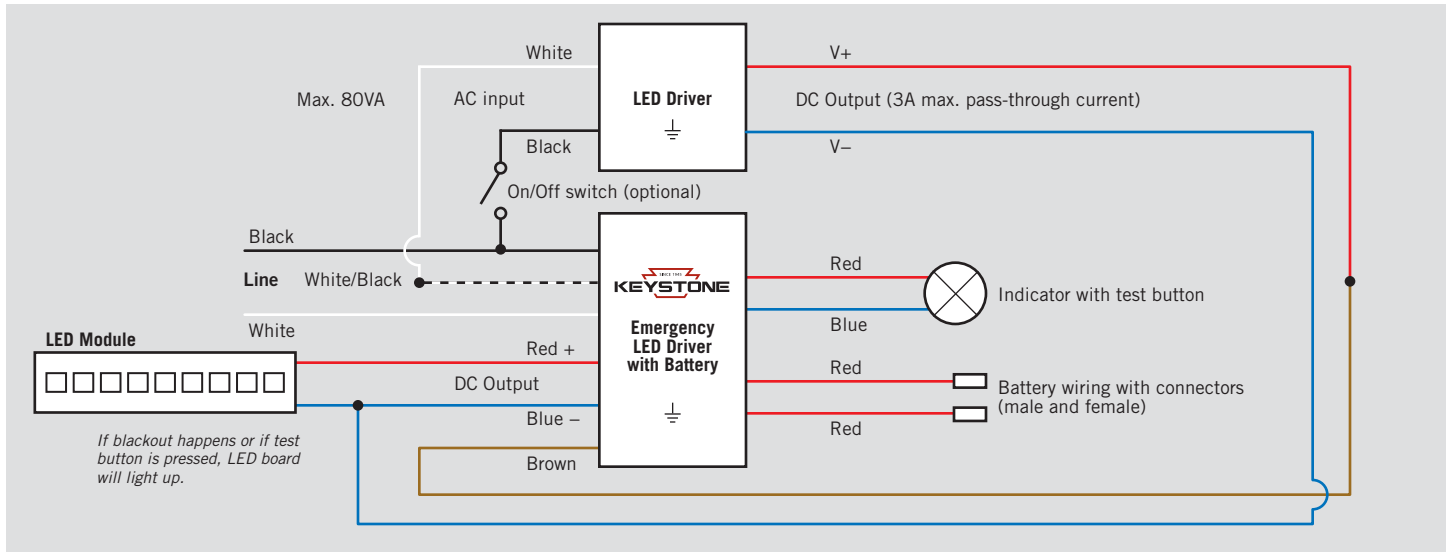 White
V+
Max. 80VA
AC input
LED Driver
DC Output (3A max. pass-through current)
Black
V–
On/Off switch (optional)
Black
Line
White/Black
SINCE 1945
KEYSTONE
Red
Indicator with test button
White
Blue
LED Module
Emergency
LED Driver
with Battery
Red +
DC Output
Red
Battery wiring with connectors
(male and female)
Blue –
Red
If blackout happens or if test
button is pressed, LED board
will light up.
Brown